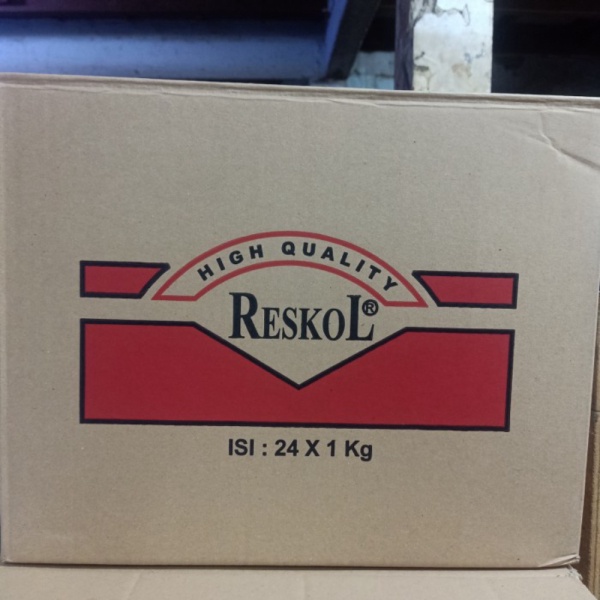 HIGH QUALITY
RESKOL®
ISI : 24 X 1 Kg